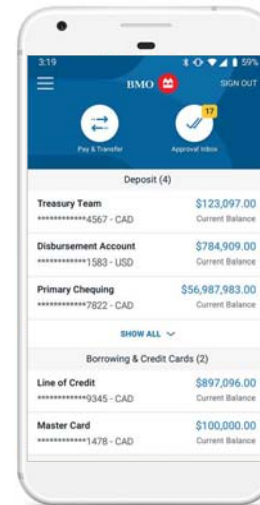 3:19 59%
BMO SIGN OUT
17
Pay & Transfer Approval Inbox
Deposit (4)
Treasury Team $123,097.00
************4567 - CAD Current Balance
Disbursement Account $784,909.00
************1583 - USD Current Balance
Primary Chequing $56,987,983.00
************7822 - CAD Current Balance
SHOW ALL
Borrowing & Credit Cards (2)
Line of Credit $897,096.00
************9345 - CAD Current Balance
Master Card $100,000.00
************1478 - CAD Current Balance